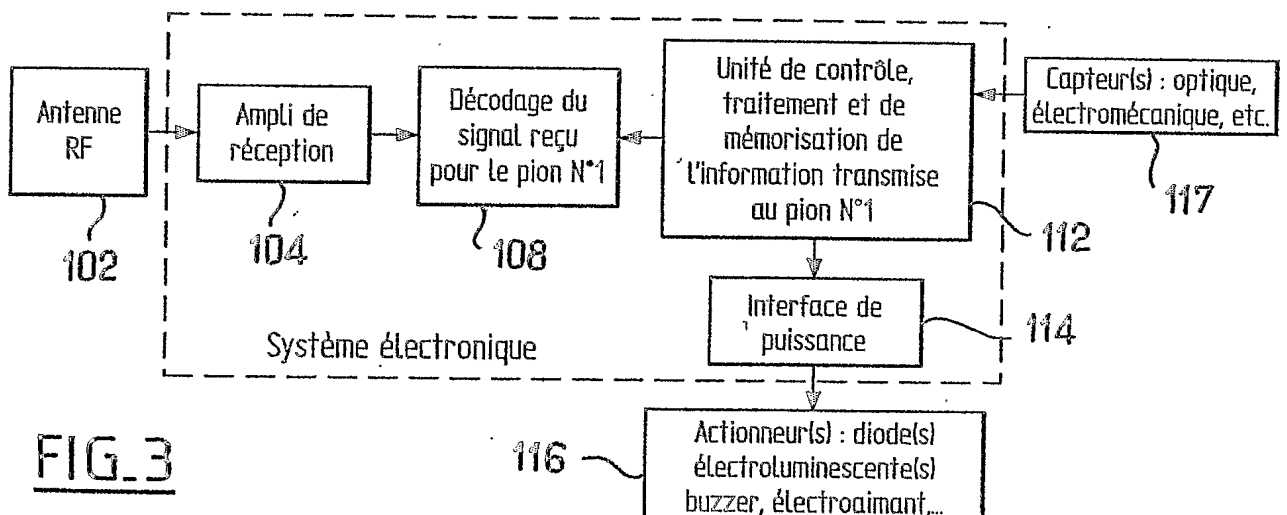 Antenne
RF
102
Ampli de
réception
104
Décodage du
signal reçu
pour le pion N°1
108
Unité de contrôle,
traitement et de
mémorisation de
l'information transmise
au pion N°1
112
Capteur(s) : optique,
électromécanique, etc.
117
Interface de
puissance
114
Système électronique
Actionneur(s) : diode(s)
électroluminescente(s)
buzzer, électroaimant,...
116
FIG_3